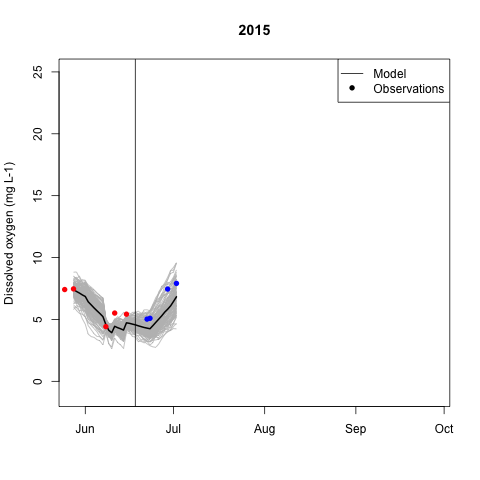 2015
Dissolved oxygen (mg L-1)
25
20
15
10
5
0
Model
Observations
Jun
Jul
Aug
Sep
Oct